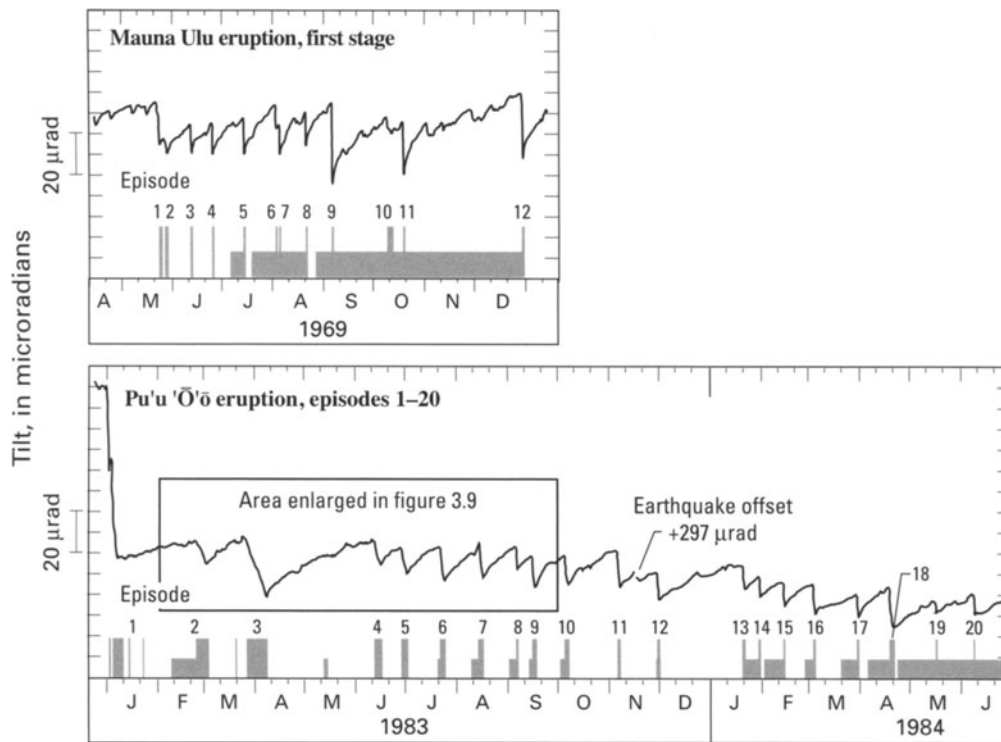 Tilt, in microradians
Mauna Ulu eruption, first stage
20 μrad
Episode
1 2 3 4 5 6 7 8 9 10 11 12
A M J J A S O N D
1969
Pu'u 'Ō'ō eruption, episodes 1–20
Area enlarged in figure 3.9
Earthquake offset
+297 μrad
20 μrad
18
Episode
1 2 3 4 5 6 7 8 9 10 11 12 13 14 15 16 17 19 20
J F M A M J J A S O N D J F M A M J
1983 1984